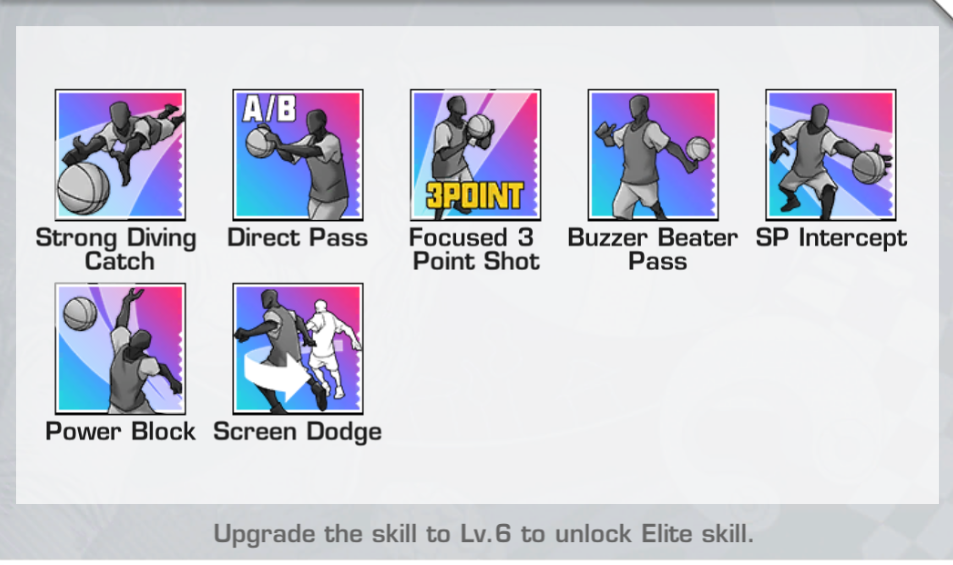 A/B
3POINT
Strong Diving
Catch
Direct Pass
Focused 3
Point Shot
Buzzer Beater
Pass
SP Intercept
Power Block
Screen Dodge
Upgrade the skill to Lv.6 to unlock Elite skill.